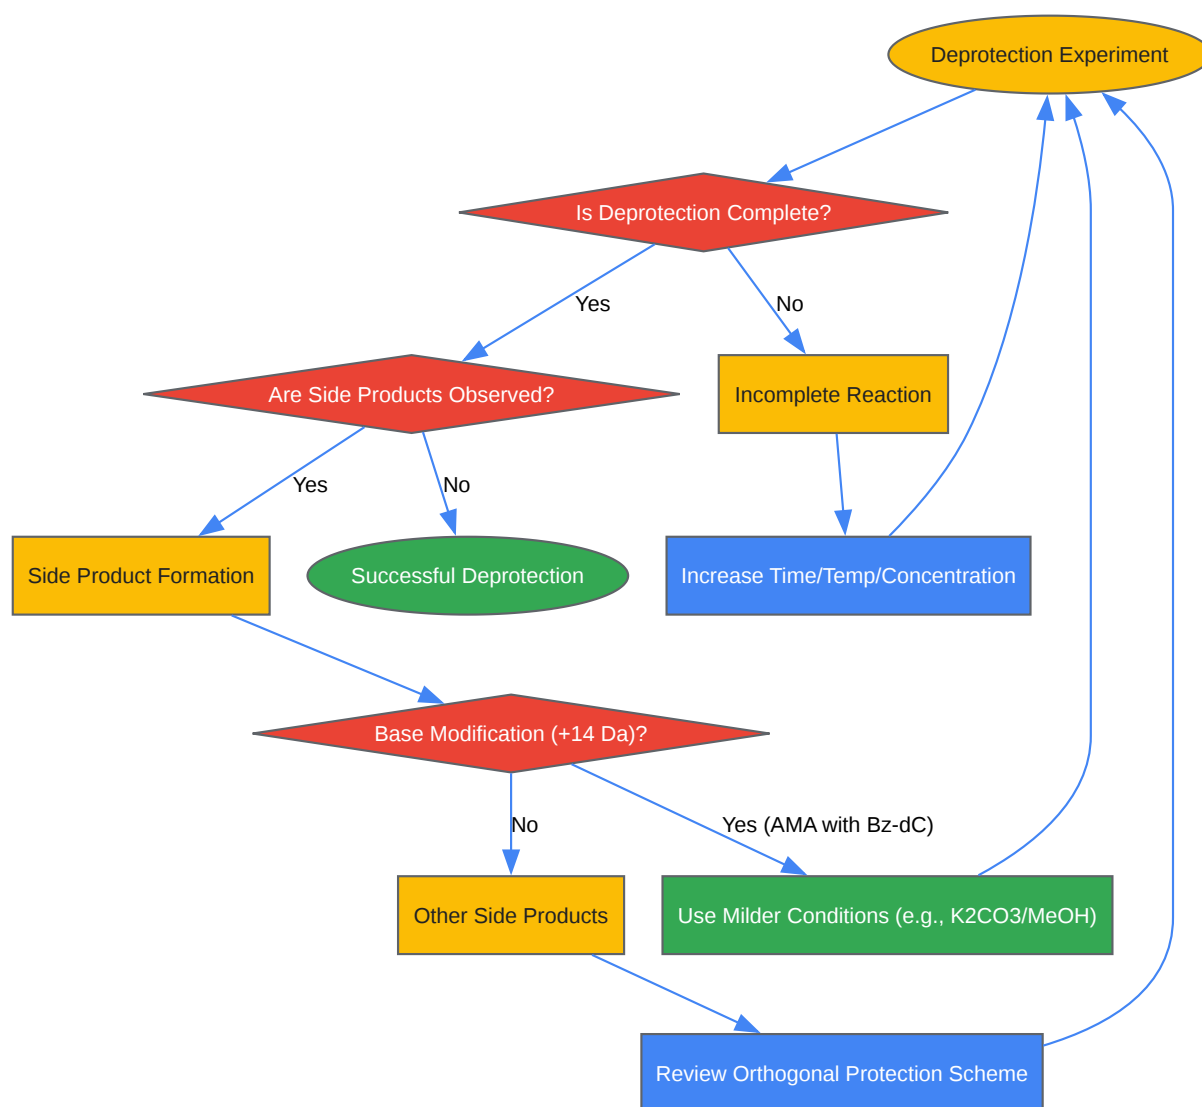 Deprotection Experiment
Is Deprotection Complete?
Yes
No
Are Side Products Observed?
Incomplete Reaction
Yes
No
Side Product Formation
Successful Deprotection
Increase Time/Temp/Concentration
Base Modification (+14 Da)?
No
Yes (AMA with Bz-dC)
Other Side Products
Use Milder Conditions (e.g., K2CO3/MeOH)
Review Orthogonal Protection Scheme